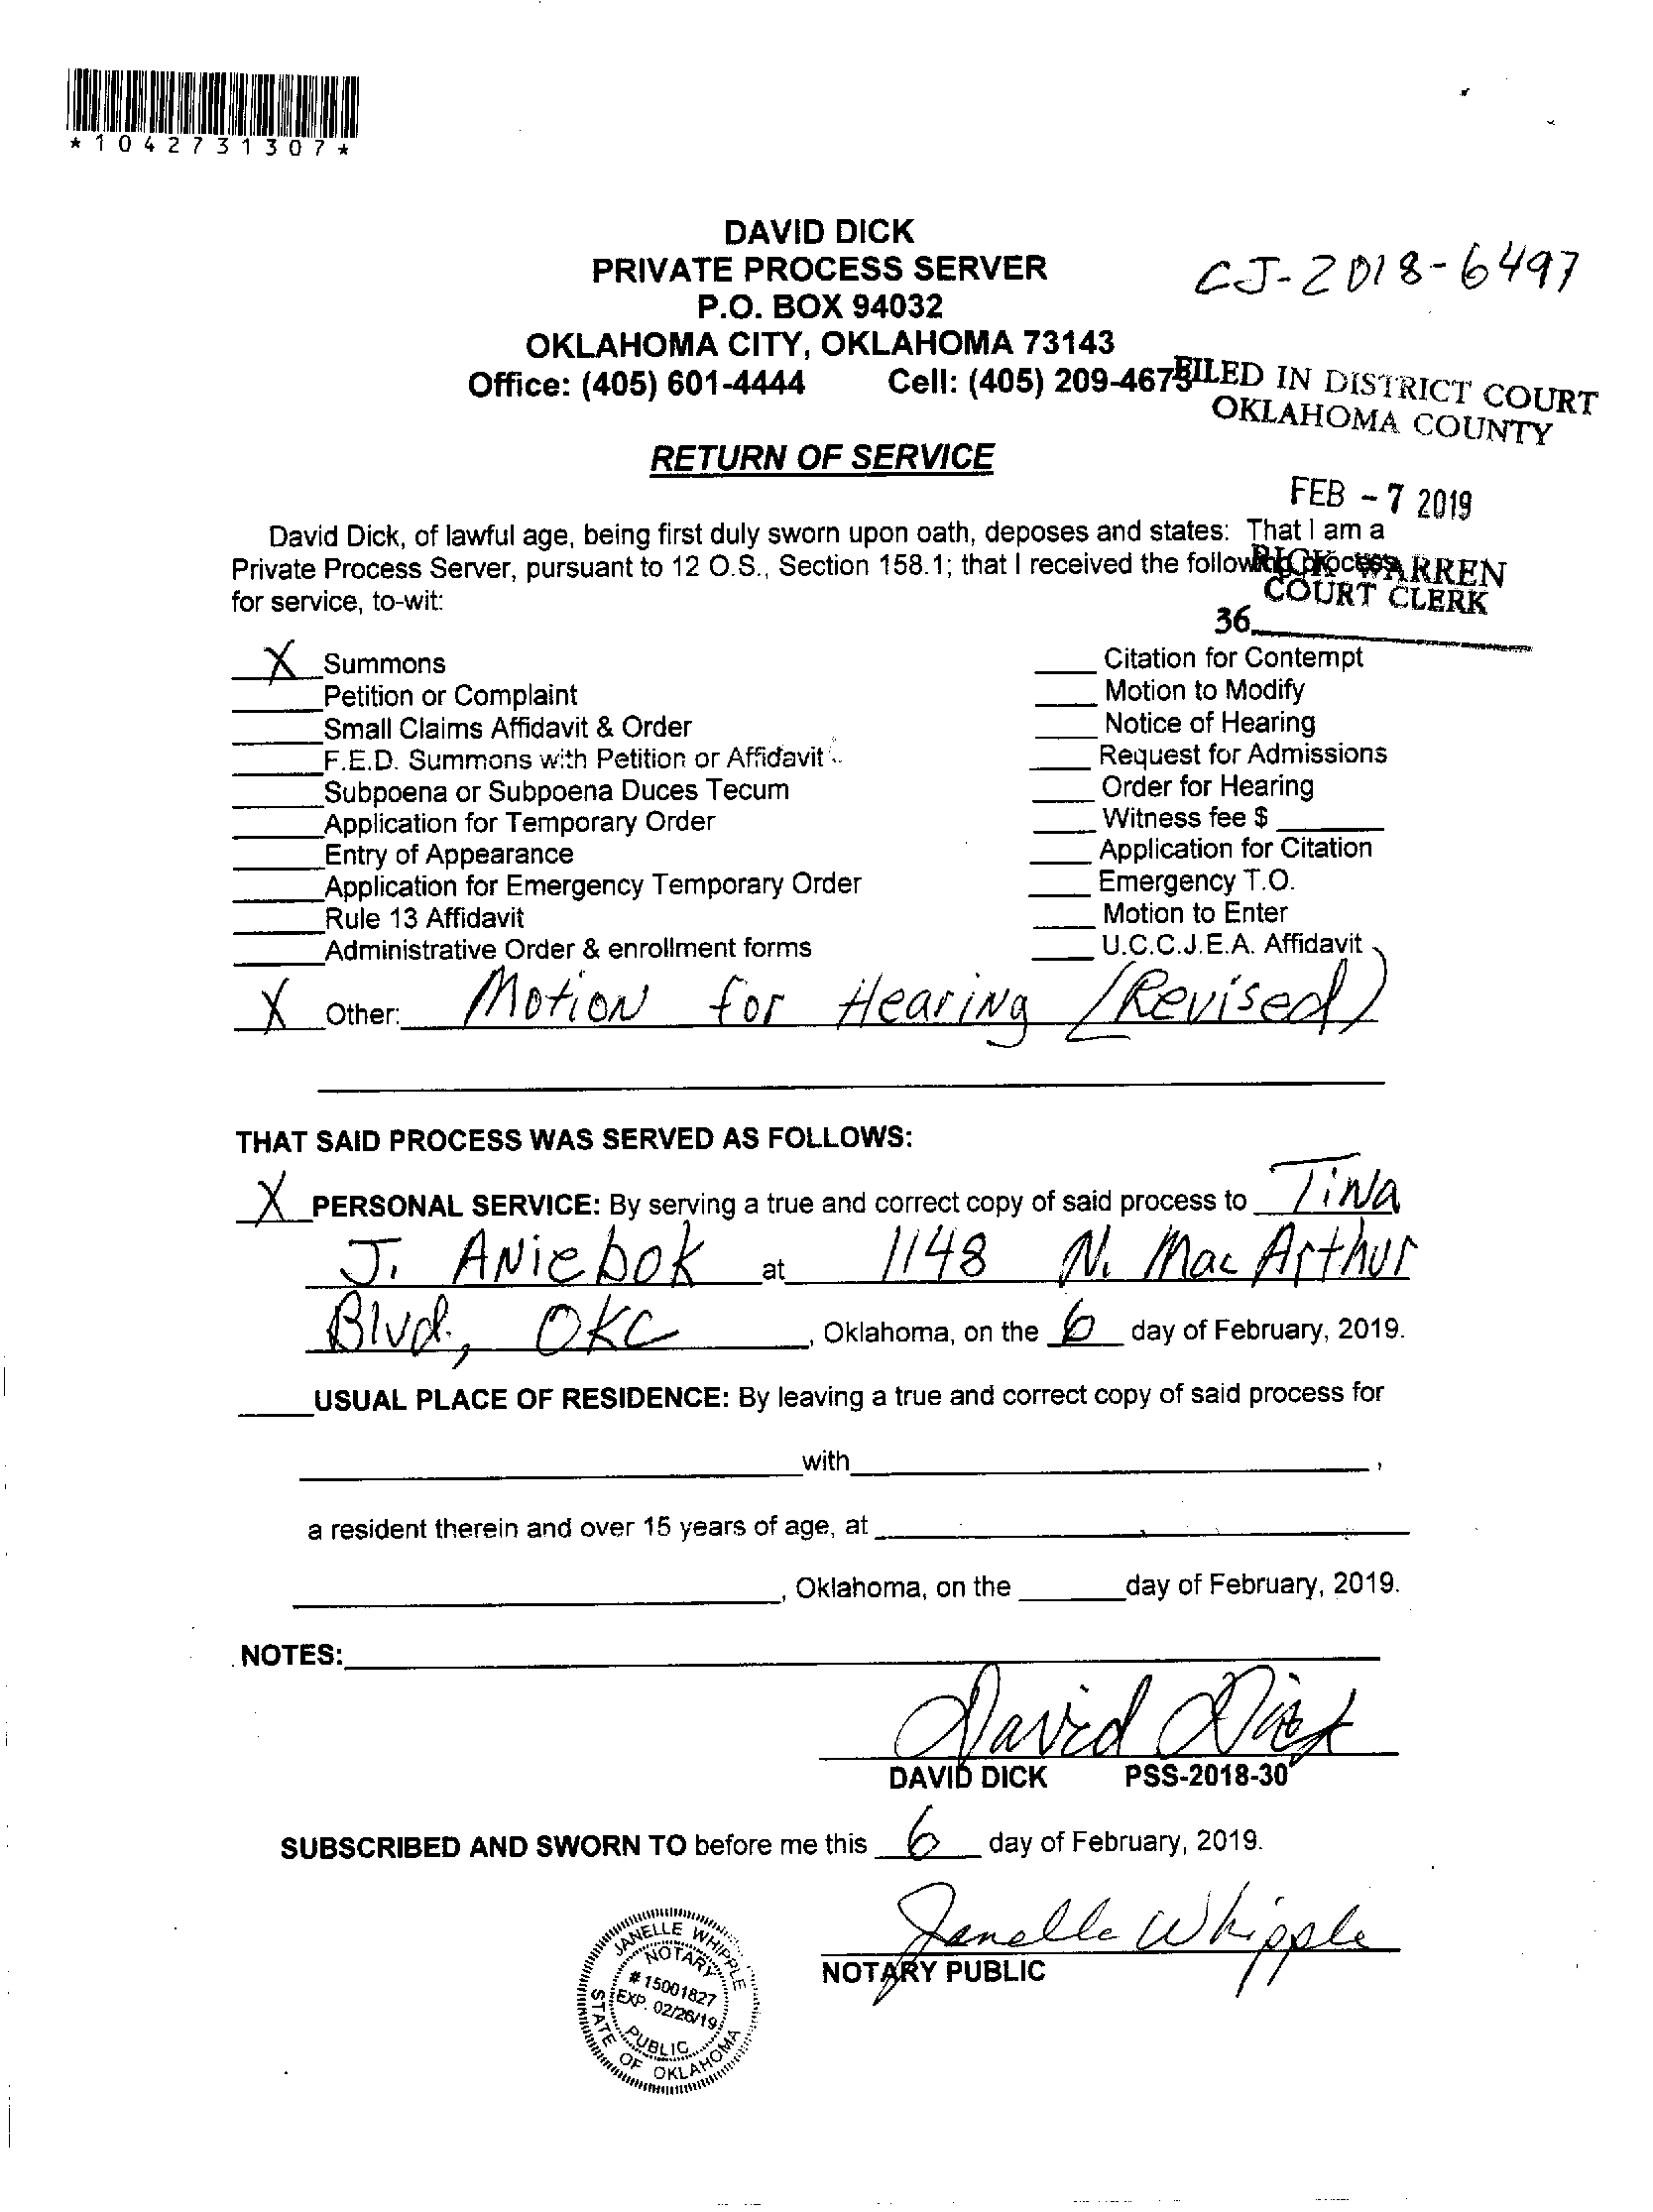 *1042731307*
DAVID DICK
PRIVATE PROCESS SERVER
P.O. BOX 94032
OKLAHOMA CITY, OKLAHOMA 73143
Office: (405) 601-4444 Cell: (405) 209-4673
CJ-2018-6497
FILED IN DISTRICT COURT
OKLAHOMA COUNTY
FEB - 7 2019
RICK WARREN
COURT CLERK
36
RETURN OF SERVICE
David Dick, of lawful age, being first duly sworn upon oath, deposes and states: That I am a
Private Process Server, pursuant to 12 O.S., Section 158.1; that I received the following process
for service, to-wit:
X Summons
Petition or Complaint
Small Claims Affidavit & Order
F.E.D. Summons with Petition or Affidavit
Subpoena or Subpoena Duces Tecum
Application for Temporary Order
Entry of Appearance
Application for Emergency Temporary Order
Rule 13 Affidavit
Administrative Order & enrollment forms
Citation for Contempt
Motion to Modify
Notice of Hearing
Request for Admissions
Order for Hearing
Witness fee $
Application for Citation
Emergency T.O.
Motion to Enter
U.C.C.J.E.A. Affidavit
X Other: Motion for Hearing (Revised)
THAT SAID PROCESS WAS SERVED AS FOLLOWS:
X PERSONAL SERVICE: By serving a true and correct copy of said process to Tina
J. Aniebok at 1148 N. MacArthur
Blvd., OKC, Oklahoma, on the 6 day of February, 2019.
USUAL PLACE OF RESIDENCE: By leaving a true and correct copy of said process for
with ,
a resident therein and over 15 years of age, at
, Oklahoma, on the day of February, 2019.
NOTES:
David Dick
DAVID DICK PSS-2018-30
SUBSCRIBED AND SWORN TO before me this 6 day of February, 2019.
Janelle Whipple
NOTARY PUBLIC
JANELLE WHIPPLE
NOTARY
#15001827
EXP. 02/26/19
PUBLIC
STATE OF OKLAHOMA